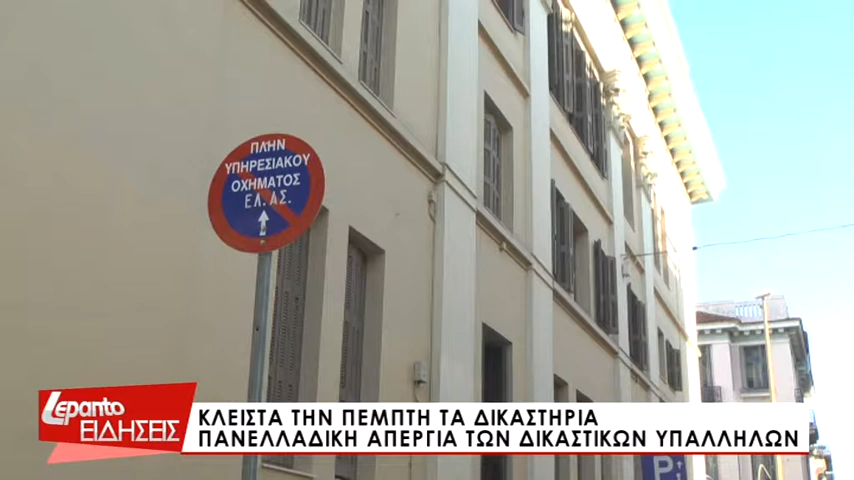 ΠΛΗΝ
ΥΠΗΡΕΣΙΑΚΟΥ
ΟΧΗΜΑΤΟΣ
ΕΛ.ΑΣ.
Lepanto
ΕΙΔΗΣΕΙΣ
ΚΛΕΙΣΤΑ ΤΗΝ ΠΕΜΠΤΗ ΤΑ ΔΙΚΑΣΤΗΡΙΑ
ΠΑΝΕΛΛΑΔΙΚΗ ΑΠΕΡΓΙΑ ΤΩΝ ΔΙΚΑΣΤΙΚΩΝ ΥΠΑΛΛΗΛΩΝ
P